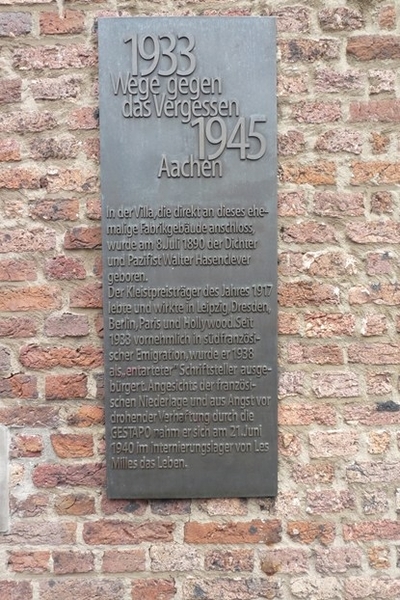 1933
Wege gegen
das Vergessen
1945
Aachen
In der Villa, die direkt an dieses ehe-
malige Fabrikgebäude anschloss,
wurde am 8. Juli 1890 der Dichter
und Pazifist Walter Hasenclever
geboren.
Der Kleistpreisträger des Jahres 1917
lebte und wirkte in Leipzig, Dresden,
Berlin, Paris und Hollywood. Seit
1933 vornehmlich in südfranzösi-
scher Emigration, wurde er 1938
als „entarteter" Schriftsteller ausge-
bürgert. Angesichts der französi-
schen Niederlage und aus Angst vor
drohender Verhaftung durch die
GESTAPO nahm er sich am 21. Juni
1940 im Internierungslager von Les
Milles das Leben.